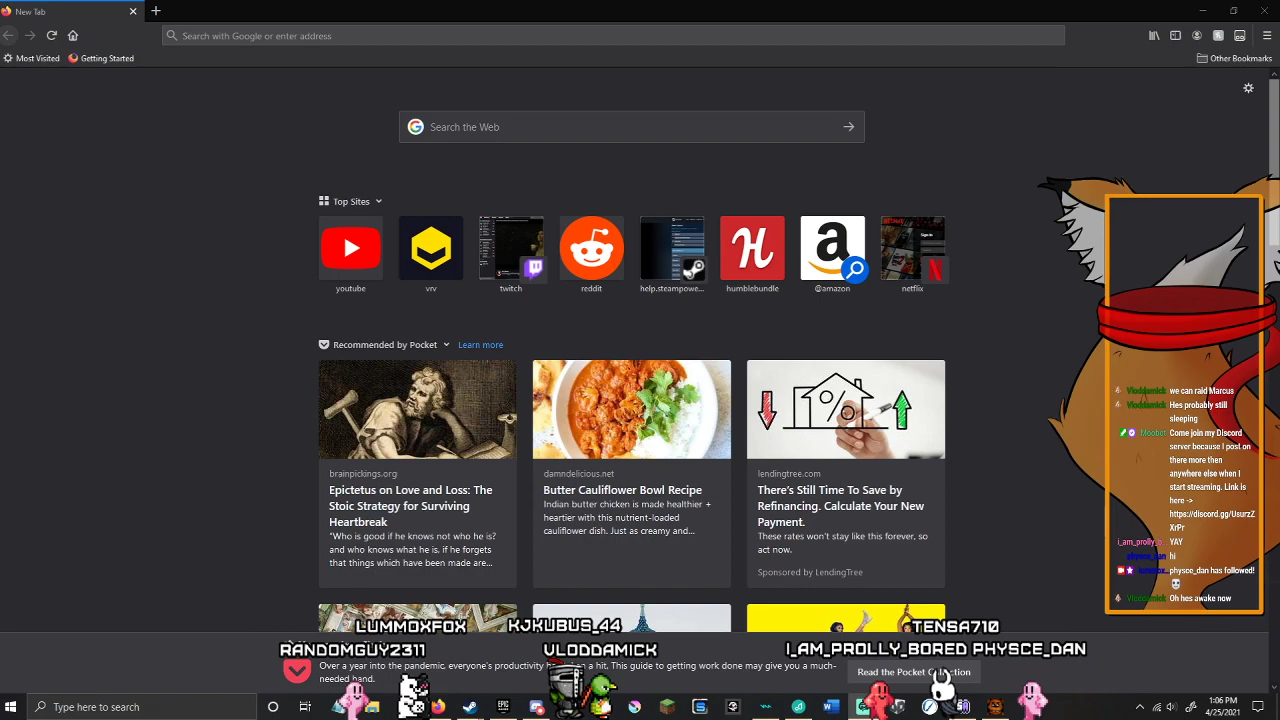 New Tab
Search with Google or enter address
Most Visited
Getting Started
Other Bookmarks
Search the Web
Top Sites
youtube
vrv
twitch
reddit
help.steampowe...
humblebundle
@amazon
netflix
Recommended by Pocket
Learn more
brainpickings.org
Epictetus on Love and Loss: The
Stoic Strategy for Surviving
Heartbreak
"Who is good if he knows not who he is?
and who knows what he is, if he forgets
that things which have been made are...
damndelicious.net
Butter Cauliflower Bowl Recipe
Indian butter chicken is made healthier +
heartier with this nutrient-loaded
cauliflower dish. Just as creamy and...
lendingtree.com
There's Still Time To Save by
Refinancing. Calculate Your New
Payment.
These rates won't stay like this forever, so
act now.
Sponsored by LendingTree
Vloddamick we can raid Marcus
Vloddamick Hes probably still
sleeping
Moobot Come join my Discord
server because I post on
there more then
anywhere else when I
start streaming. Link is
here ->
https://discord.gg/UsurzZ
XrPr
i_am_prolly_ YAY
physce_dan hi
physce_dan has followed!
Vloddamick Oh hes awake now
LUMMOXFOX
KJKUBUS_44
TENSA710
RANDOMGUY2311
VLODDAMICK
I_AM_PROLLY_BORED
PHYSCE_DAN
Over a year into the pandemic, everyone's productivity
hit. This guide to getting work done may give you a much-
needed hand.
Read the Pocket
Type here to search
1:06 PM
4/25/2021